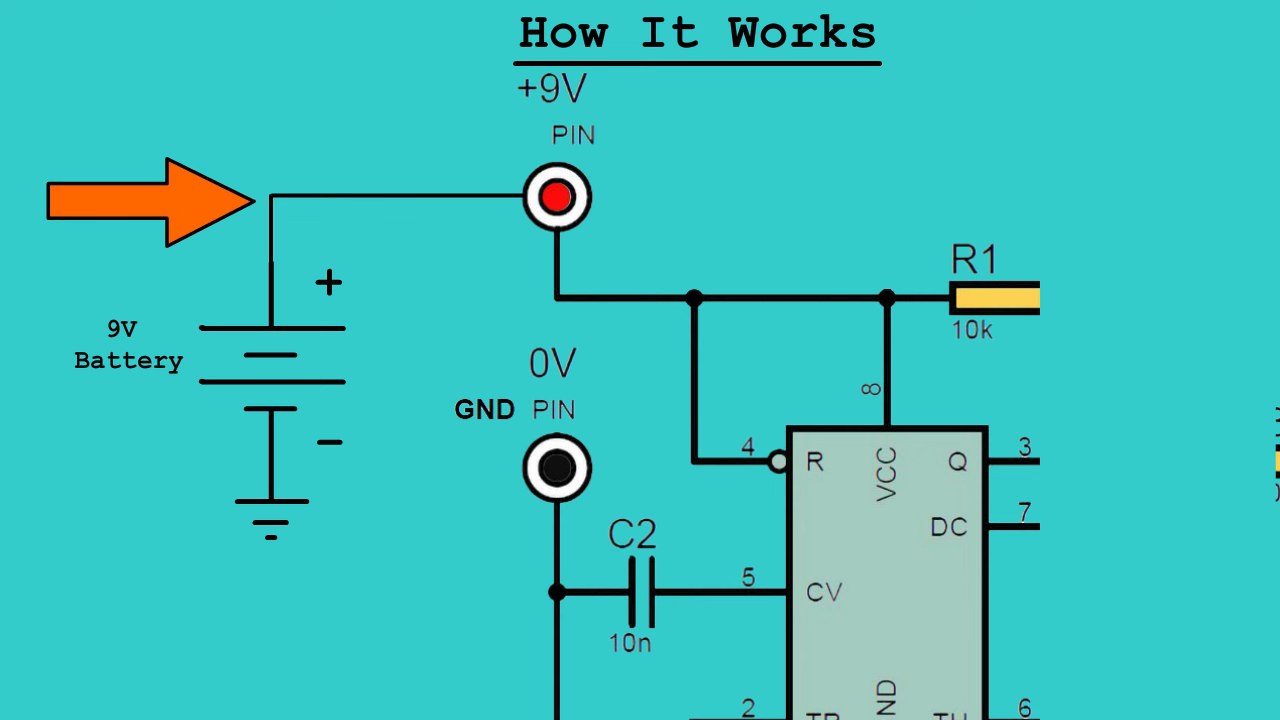 How It Works
+9V
PIN
R1
10k
9V
Battery
+
-
0V
GND PIN
8
4
R
VCC
Q
3
DC
7
C2
10n
5
CV
2
6